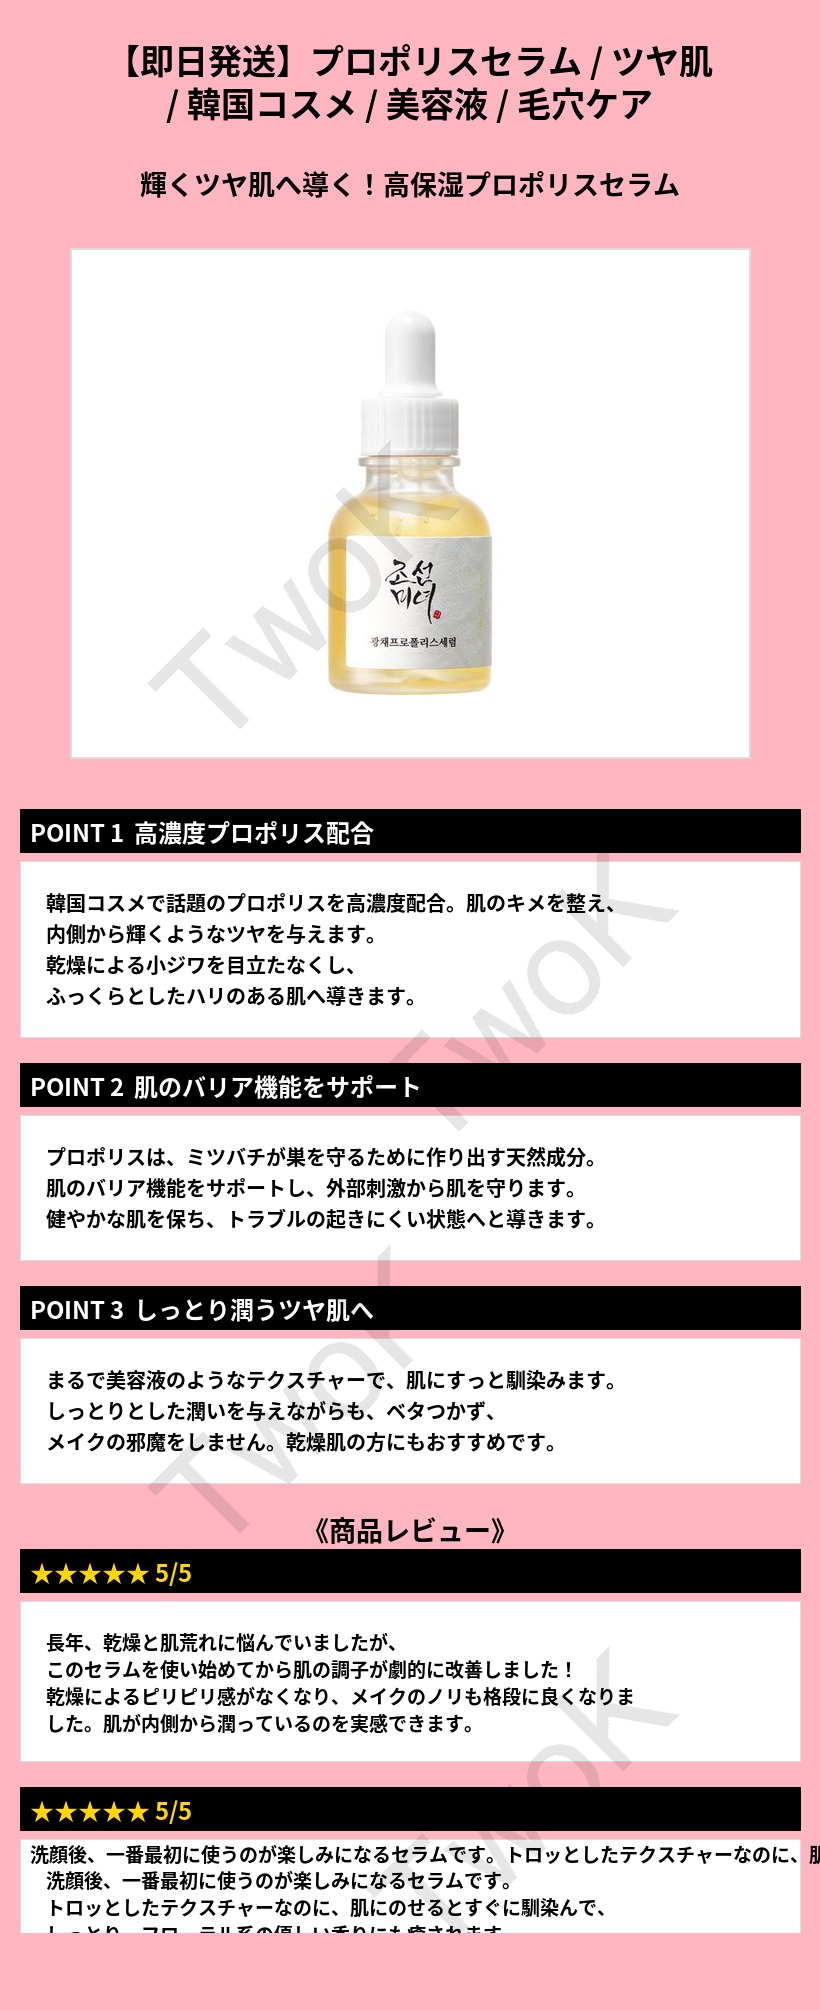 【即日発送】プロポリスセラム / ツヤ肌
/ 韓国コスメ / 美容液 / 毛穴ケア
輝くツヤ肌へ導く！高保湿プロポリスセラム
조선
미녀
광채프로폴리스세럼
TwoK
POINT 1 高濃度プロポリス配合
韓国コスメで話題のプロポリスを高濃度配合。肌のキメを整え、
内側から輝くようなツヤを与えます。
乾燥による小ジワを目立たなくし、
ふっくらとしたハリのある肌へ導きます。
TwoK
POINT 2 肌のバリア機能をサポート
プロポリスは、ミツバチが巣を守るために作り出す天然成分。
肌のバリア機能をサポートし、外部刺激から肌を守ります。
健やかな肌を保ち、トラブルの起きにくい状態へと導きます。
POINT 3 しっとり潤うツヤ肌へ
まるで美容液のようなテクスチャーで、肌にすっと馴染みます。
しっとりとした潤いを与えながらも、ベタつかず、
メイクの邪魔をしません。乾燥肌の方にもおすすめです。
TwoK
《商品レビュー》
★★★★★ 5/5
長年、乾燥と肌荒れに悩んでいましたが、
このセラムを使い始めてから肌の調子が劇的に改善しました！
乾燥によるピリピリ感がなくなり、メイクのノリも格段に良くなりま
した。肌が内側から潤っているのを実感できます。
TwoK
★★★★★ 5/5
洗顔後、一番最初に使うのが楽しみになるセラムです。トロッとしたテクスチャーなのに、肌
洗顔後、一番最初に使うのが楽しみになるセラムです。
トロッとしたテクスチャーなのに、肌にのせるとすぐに馴染んで、
しっとり。フローラル系の優しい香りにも癒されます。